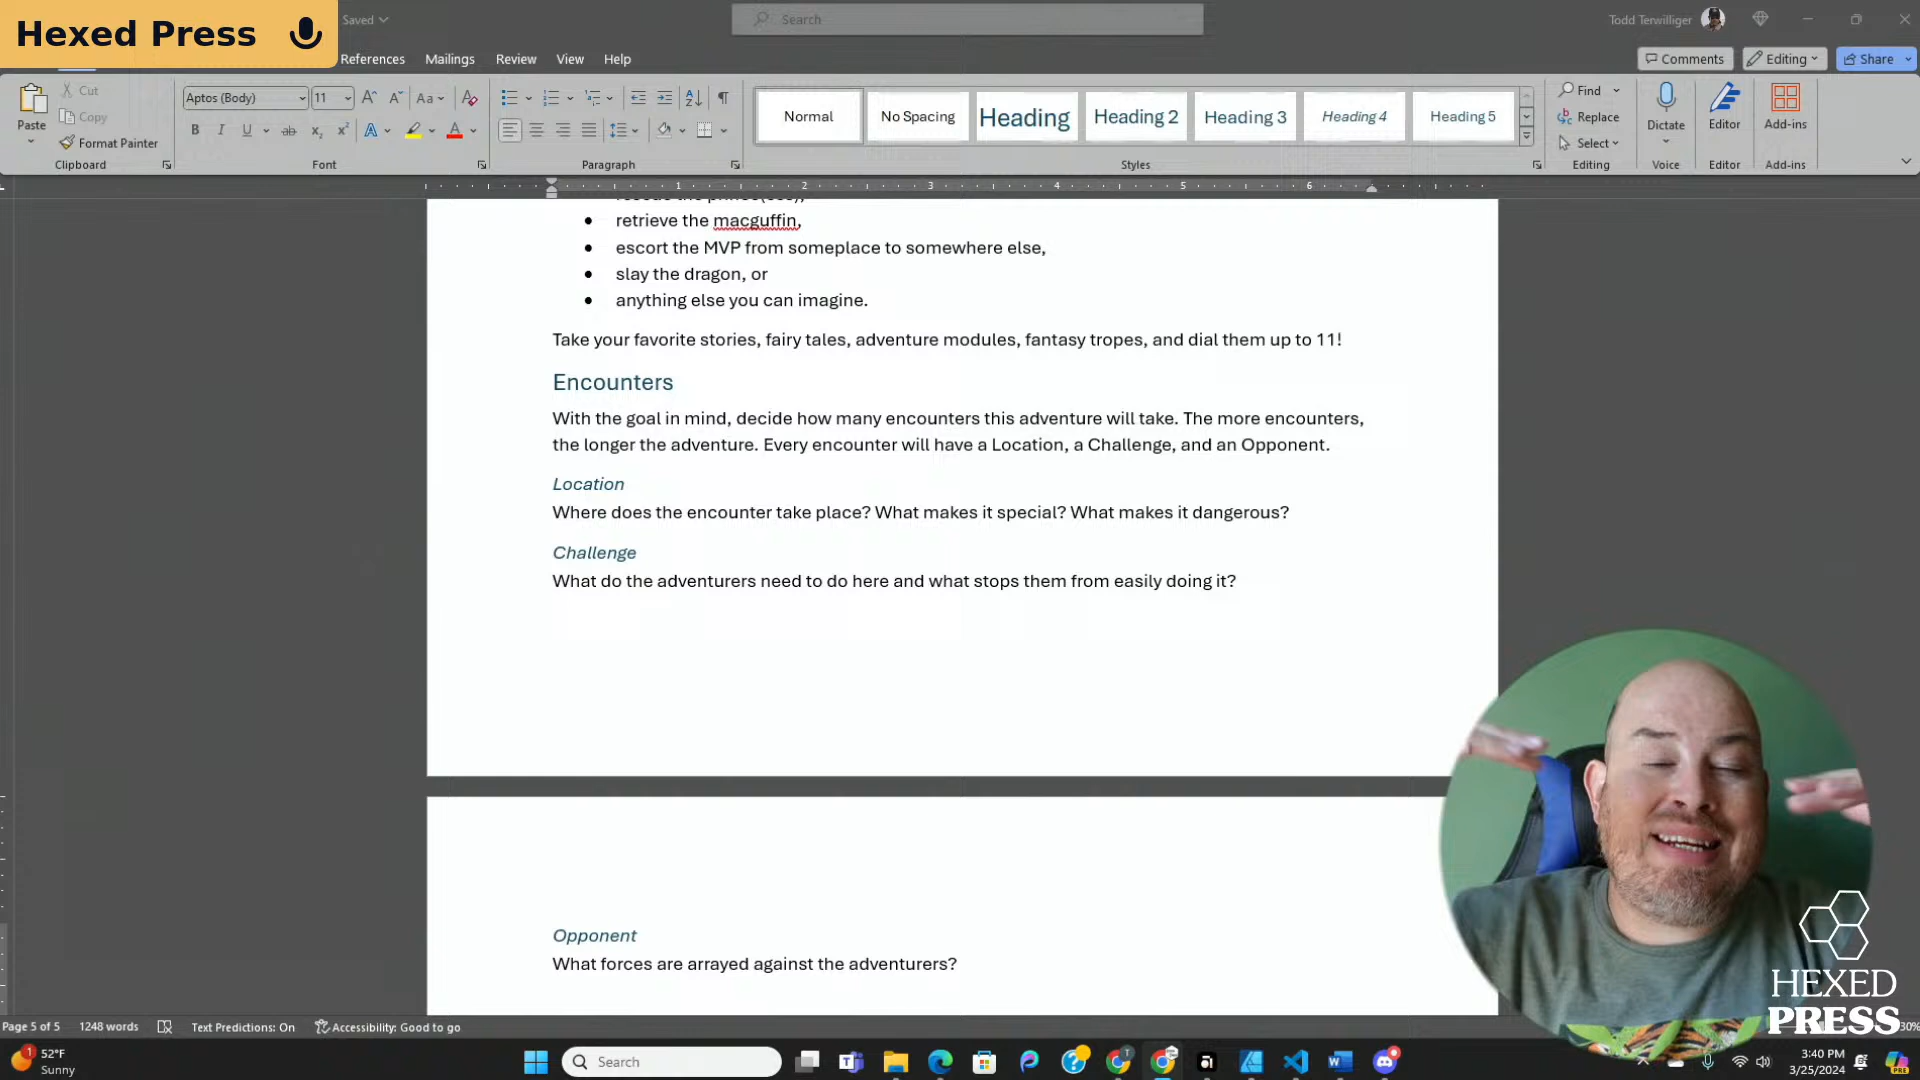 Hexed Press
Saved
Search
Todd Terwilliger
References
Mailings
Review
View
Help
Comments
Editing
Share
Paste
Cut
Copy
Format Painter
Clipboard
Aptos (Body)
11
Font
Paragraph
Normal
No Spacing
Heading
Heading 2
Heading 3
Heading 4
Heading 5
Styles
Find
Replace
Select
Editing
Dictate
Voice
Editor
Editor
Add-ins
Add-ins
1 2 3 4 5 6
retrieve the macguffin,
escort the MVP from someplace to somewhere else,
slay the dragon, or
anything else you can imagine.
Take your favorite stories, fairy tales, adventure modules, fantasy tropes, and dial them up to 11!
Encounters
With the goal in mind, decide how many encounters this adventure will take. The more encounters,
the longer the adventure. Every encounter will have a Location, a Challenge, and an Opponent.
Location
Where does the encounter take place? What makes it special? What makes it dangerous?
Challenge
What do the adventurers need to do here and what stops them from easily doing it?
Opponent
What forces are arrayed against the adventurers?
HEXED
PRESS
Page 5 of 5
1248 words
Text Predictions: On
Accessibility: Good to go
52°F
Sunny
Search
3:40 PM
3/25/2024